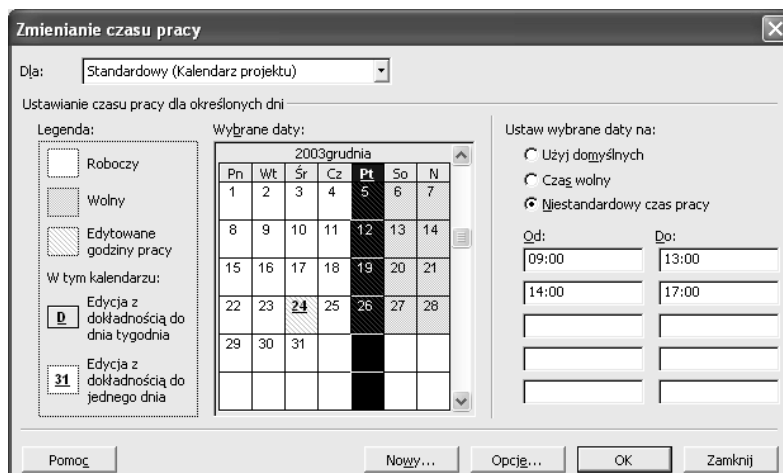 Zmienianie czasu pracy
Dla: Standardowy (Kalendarz projektu)
Ustawianie czasu pracy dla określonych dni
Legenda:
Roboczy
Wolny
Edytowane
godziny pracy
W tym kalendarzu:
D
Edycja z
dokładnością do
dnia tygodnia
31
Edycja z
dokładnością do
jednego dnia
Wybrane daty:
2003grudnia
Pn Wt Śr Cz Pt So N
1 2 3 4 5 6 7
8 9 10 11 12 13 14
15 16 17 18 19 20 21
22 23 24 25 26 27 28
29 30 31
Ustaw wybrane daty na:
Użyj domyślnych
Czas wolny
Niestandardowy czas pracy
Od: Do:
09:00 13:00
14:00 17:00
Pomoc Nowy... Opcje... OK Zamknij